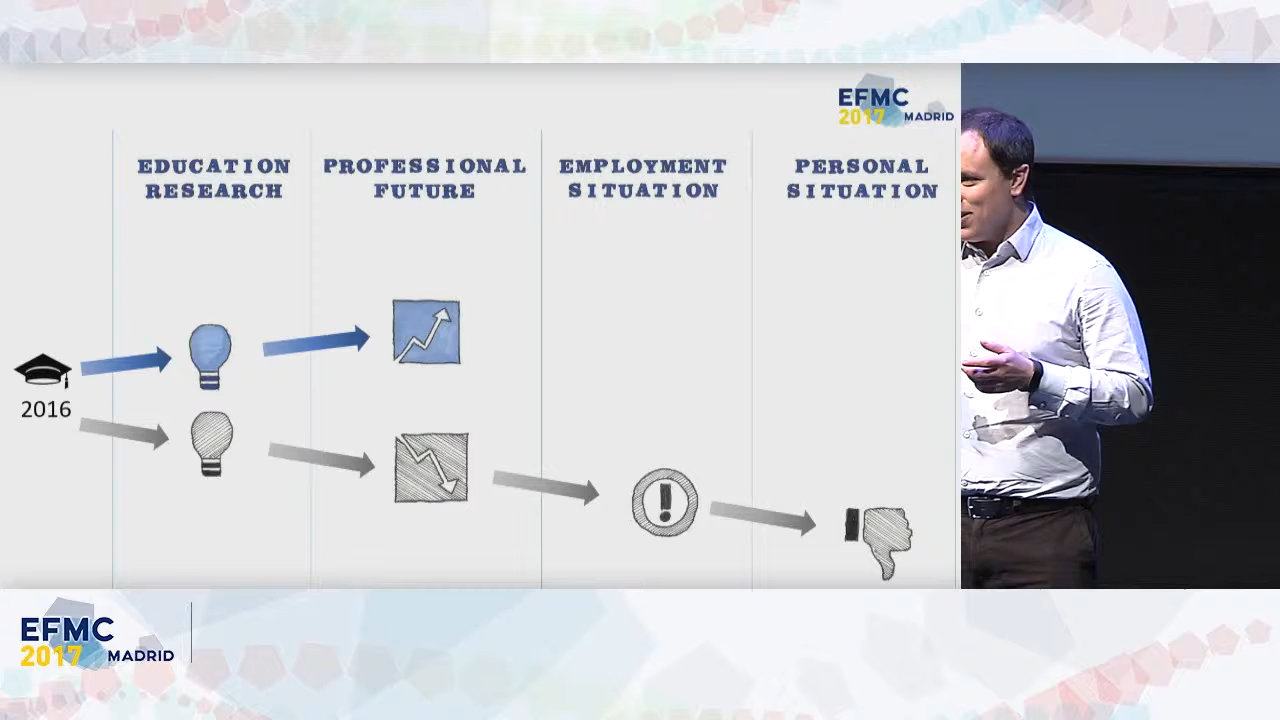 EFMC
2017 MADRID
EDUCATION
RESEARCH
PROFESSIONAL
FUTURE
EMPLOYMENT
SITUATION
PERSONAL
SITUATION
2016
EFMC
2017 MADRID